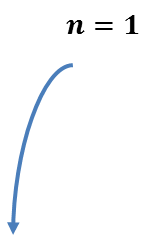 n = 1